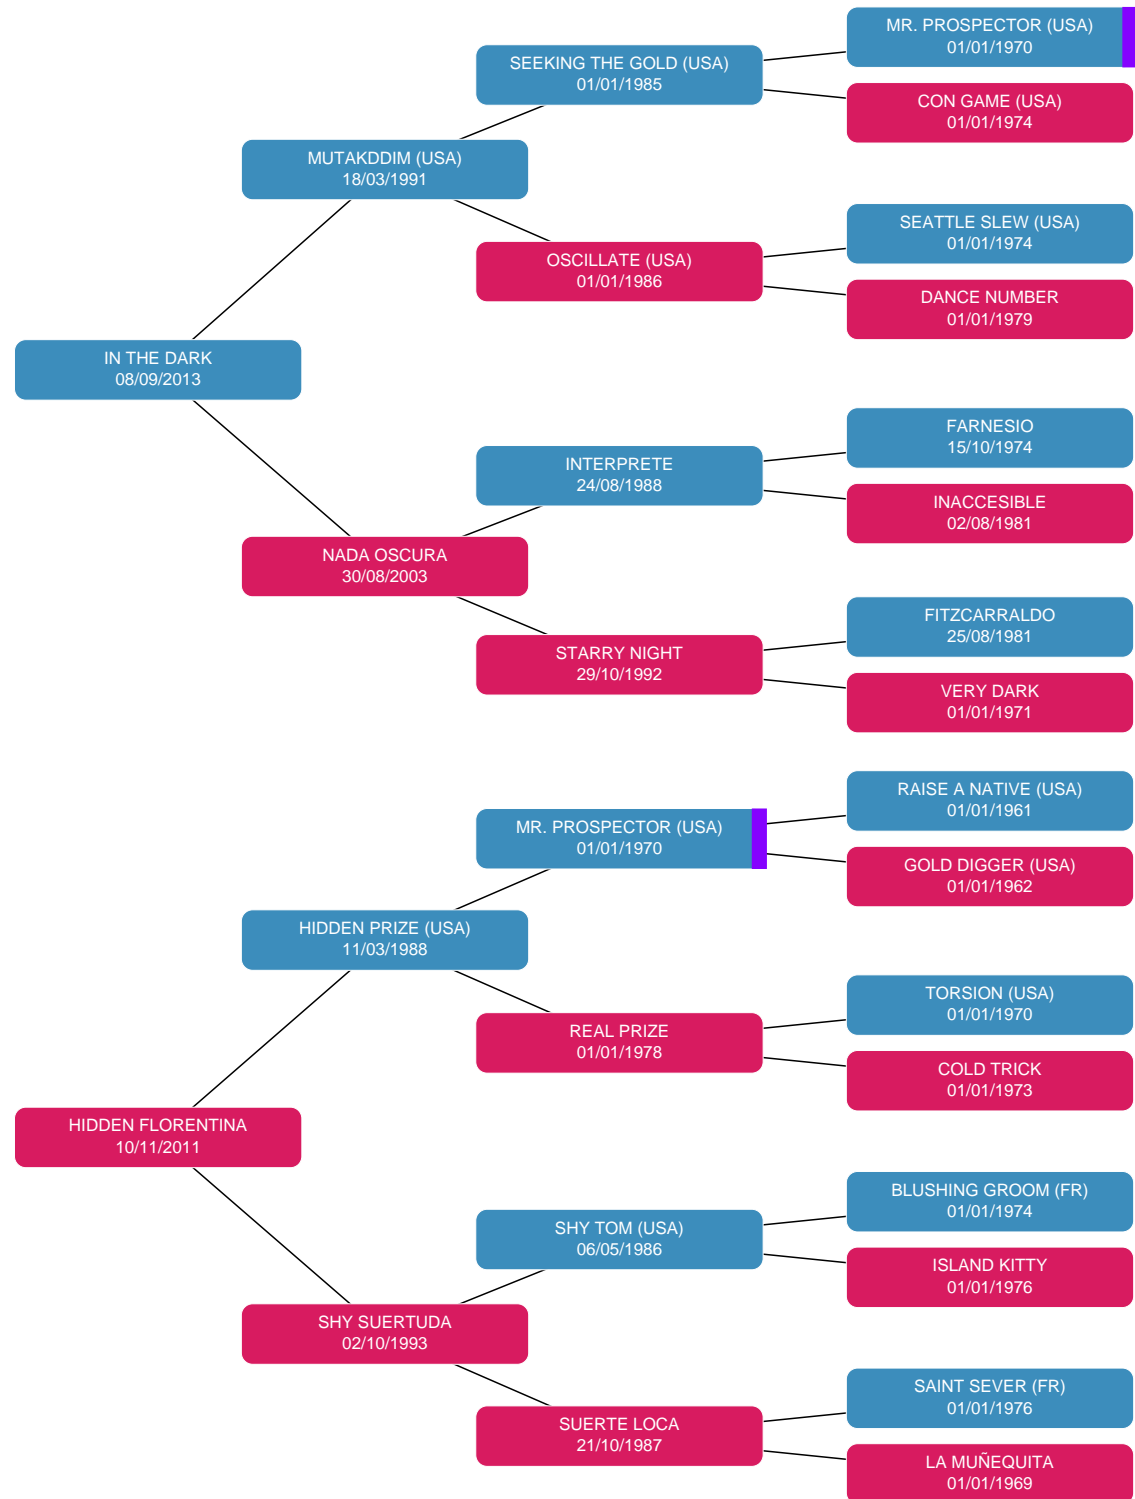 MR. PROSPECTOR (USA)
01/01/1970
SEEKING THE GOLD (USA)
01/01/1985
CON GAME (USA)
01/01/1974
MUTAKDDIM (USA)
18/03/1991
SEATTLE SLEW (USA)
01/01/1974
OSCILLATE (USA)
01/01/1986
DANCE NUMBER
01/01/1979
IN THE DARK
08/09/2013
FARNESIO
15/10/1974
INTERPRETE
24/08/1988
INACCESIBLE
02/08/1981
NADA OSCURA
30/08/2003
FITZCARRALDO
25/08/1981
STARRY NIGHT
29/10/1992
VERY DARK
01/01/1971
RAISE A NATIVE (USA)
01/01/1961
MR. PROSPECTOR (USA)
01/01/1970
GOLD DIGGER (USA)
01/01/1962
HIDDEN PRIZE (USA)
11/03/1988
TORSION (USA)
01/01/1970
REAL PRIZE
01/01/1978
COLD TRICK
01/01/1973
HIDDEN FLORENTINA
10/11/2011
BLUSHING GROOM (FR)
01/01/1974
SHY TOM (USA)
06/05/1986
ISLAND KITTY
01/01/1976
SHY SUERTUDA
02/10/1993
SAINT SEVER (FR)
01/01/1976
SUERTE LOCA
21/10/1987
LA MUÑEQUITA
01/01/1969